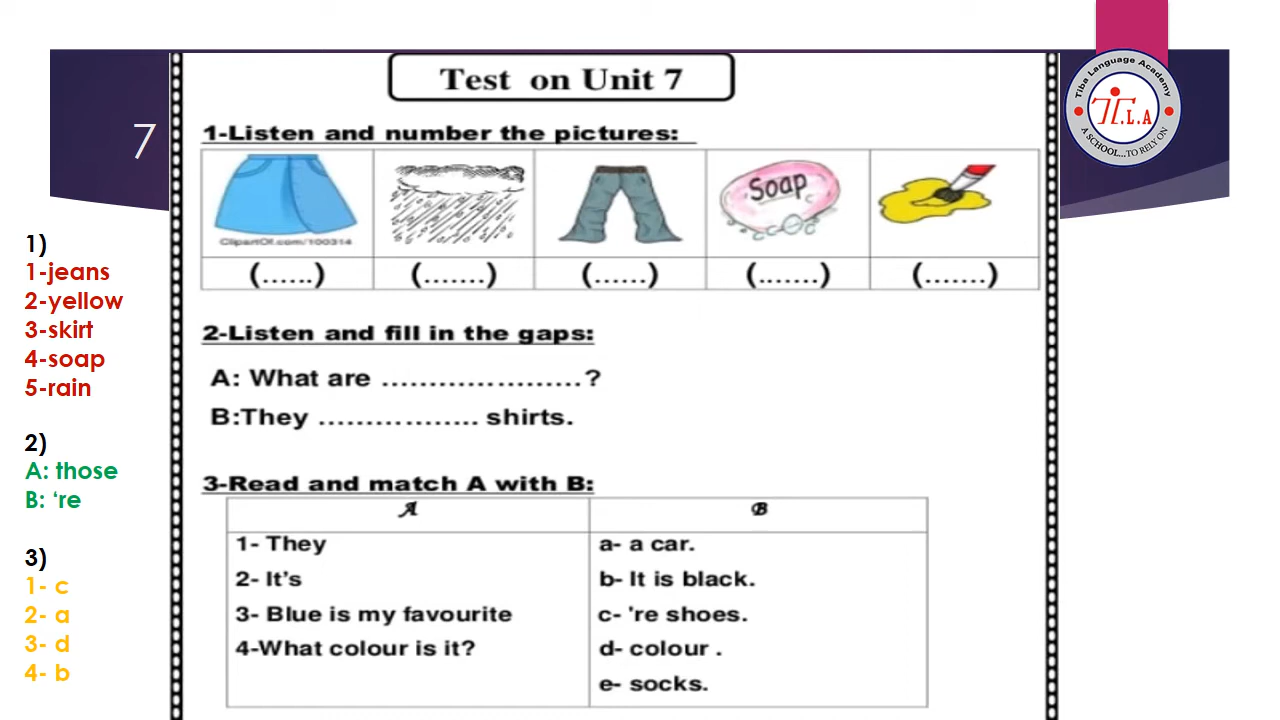 7
Tiba Language Academy
T.L.A
A SCHOOL...TO RELY ON
1)
1-jeans
2-yellow
3-skirt
4-soap
5-rain
2)
A: those
B: ‘re
3)
1- c
2- a
3- d
4- b
Test on Unit 7
1-Listen and number the pictures:
ClipartOf.com/100314
Soap
(......) (.......) (......) (.......) (.......)
2-Listen and fill in the gaps:
A: What are .....................?
B:They ................. shirts.
3-Read and match A with B:
A B
1- They a- a car.
2- It's b- It is black.
3- Blue is my favourite c- 're shoes.
4-What colour is it? d- colour .
e- socks.